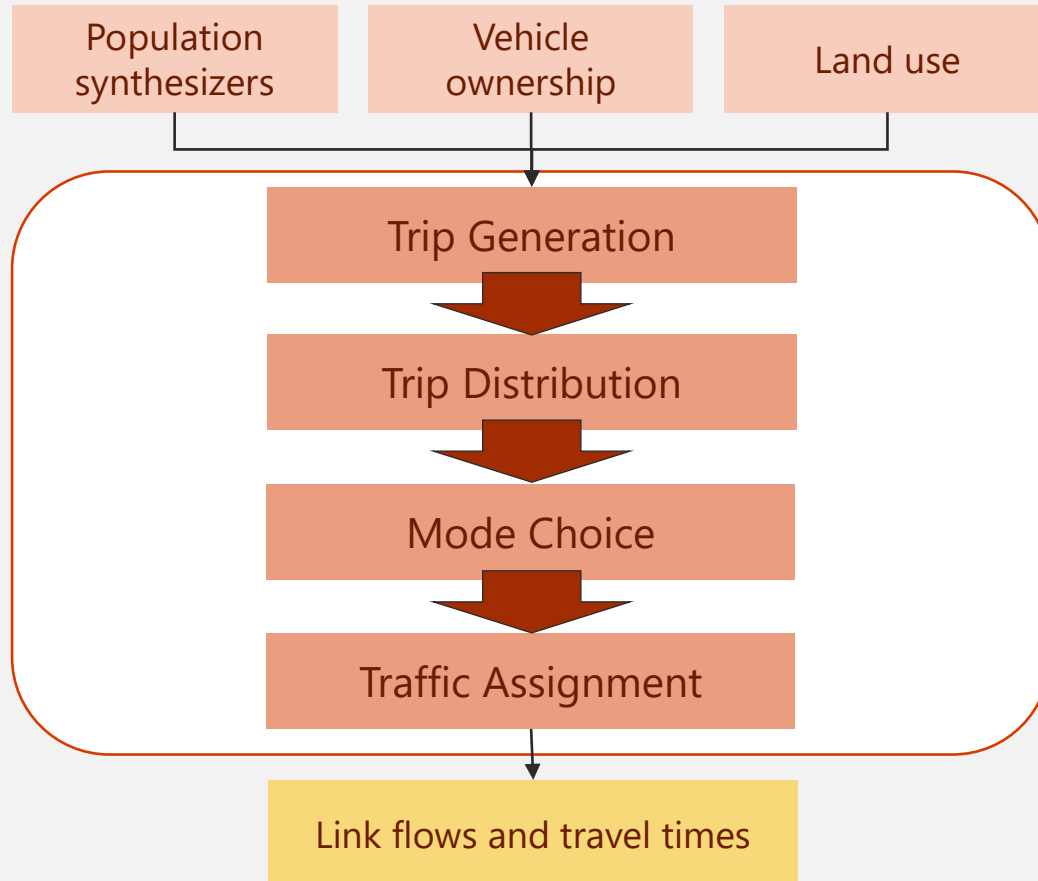 Population
synthesizers
Vehicle
ownership
Land use
Trip Generation
Trip Distribution
Mode Choice
Traffic Assignment
Link flows and travel times